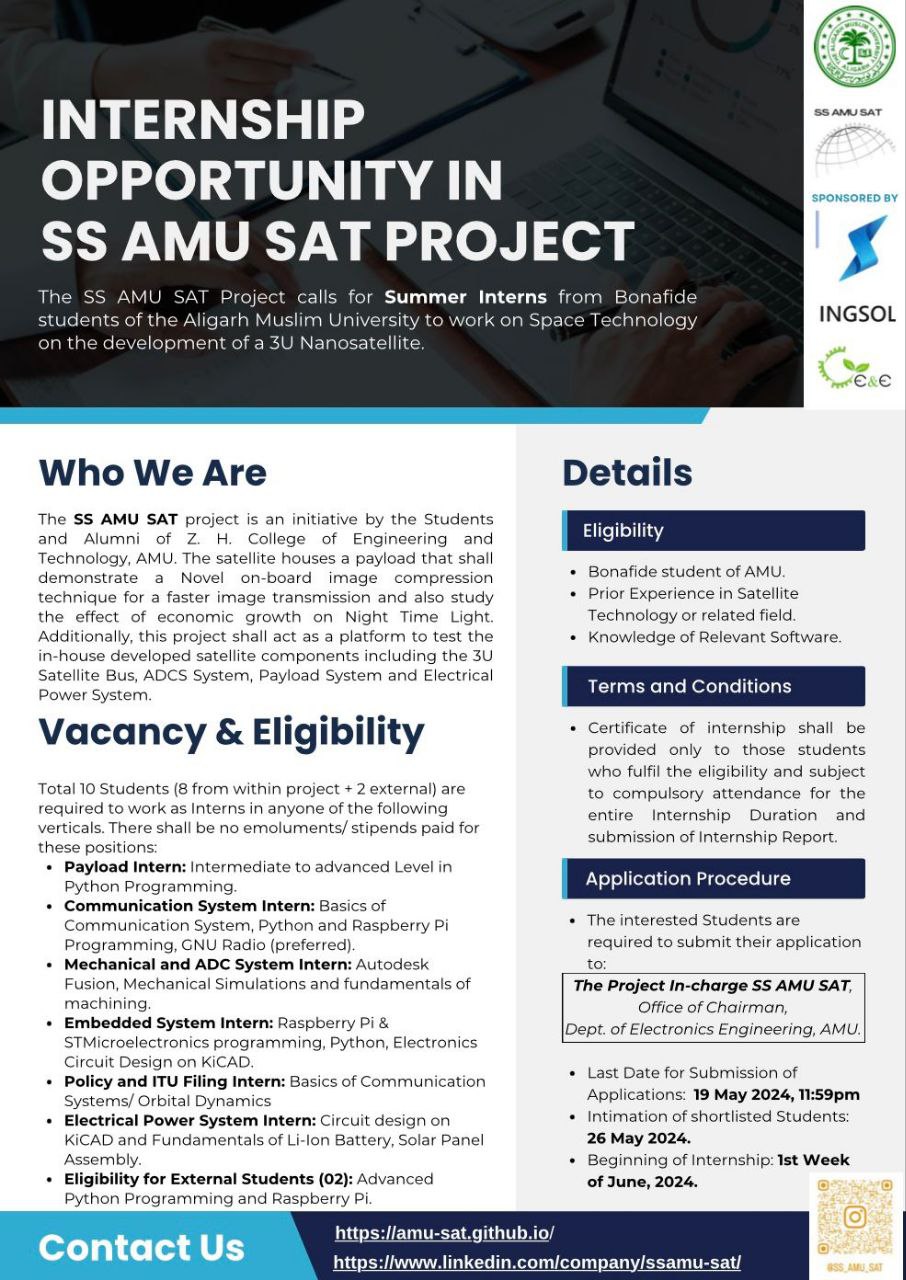 INTERNSHIP
OPPORTUNITY IN
SS AMU SAT PROJECT
The SS AMU SAT Project calls for Summer Interns from Bonafide
students of the Aligarh Muslim University to work on Space Technology
on the development of a 3U Nanosatellite.
SS AMU SAT
SPONSORED BY
INGSOL
Є&Є
Who We Are
The SS AMU SAT project is an initiative by the Students
and Alumni of Z. H. College of Engineering and
Technology, AMU. The satellite houses a payload that shall
demonstrate a Novel on-board image compression
technique for a faster image transmission and also study
the effect of economic growth on Night Time Light.
Additionally, this project shall act as a platform to test the
in-house developed satellite components including the 3U
Satellite Bus, ADCS System, Payload System and Electrical
Power System.
Vacancy & Eligibility
Total 10 Students (8 from within project + 2 external) are
required to work as Interns in anyone of the following
verticals. There shall be no emoluments/ stipends paid for
these positions:
• Payload Intern: Intermediate to advanced Level in
Python Programming.
• Communication System Intern: Basics of
Communication System, Python and Raspberry Pi
Programming, GNU Radio (preferred).
• Mechanical and ADC System Intern: Autodesk
Fusion, Mechanical Simulations and fundamentals of
machining.
• Embedded System Intern: Raspberry Pi &
STMicroelectronics programming, Python, Electronics
Circuit Design on KiCAD.
• Policy and ITU Filing Intern: Basics of Communication
Systems/ Orbital Dynamics
• Electrical Power System Intern: Circuit design on
KiCAD and Fundamentals of Li-Ion Battery, Solar Panel
Assembly.
• Eligibility for External Students (02): Advanced
Python Programming and Raspberry Pi.
Details
Eligibility
• Bonafide student of AMU.
• Prior Experience in Satellite
Technology or related field.
• Knowledge of Relevant Software.
Terms and Conditions
• Certificate of internship shall be
provided only to those students
who fulfil the eligibility and subject
to compulsory attendance for the
entire Internship Duration and
submission of Internship Report.
Application Procedure
• The interested Students are
required to submit their application
to:
The Project In-charge SS AMU SAT,
Office of Chairman,
Dept. of Electronics Engineering, AMU.
• Last Date for Submission of
Applications: 19 May 2024, 11:59pm
• Intimation of shortlisted Students:
26 May 2024.
• Beginning of Internship: 1st Week
of June, 2024.
Contact Us
https://amu-sat.github.io/
https://www.linkedin.com/company/ssamu-sat/
@SS_AMU_SAT